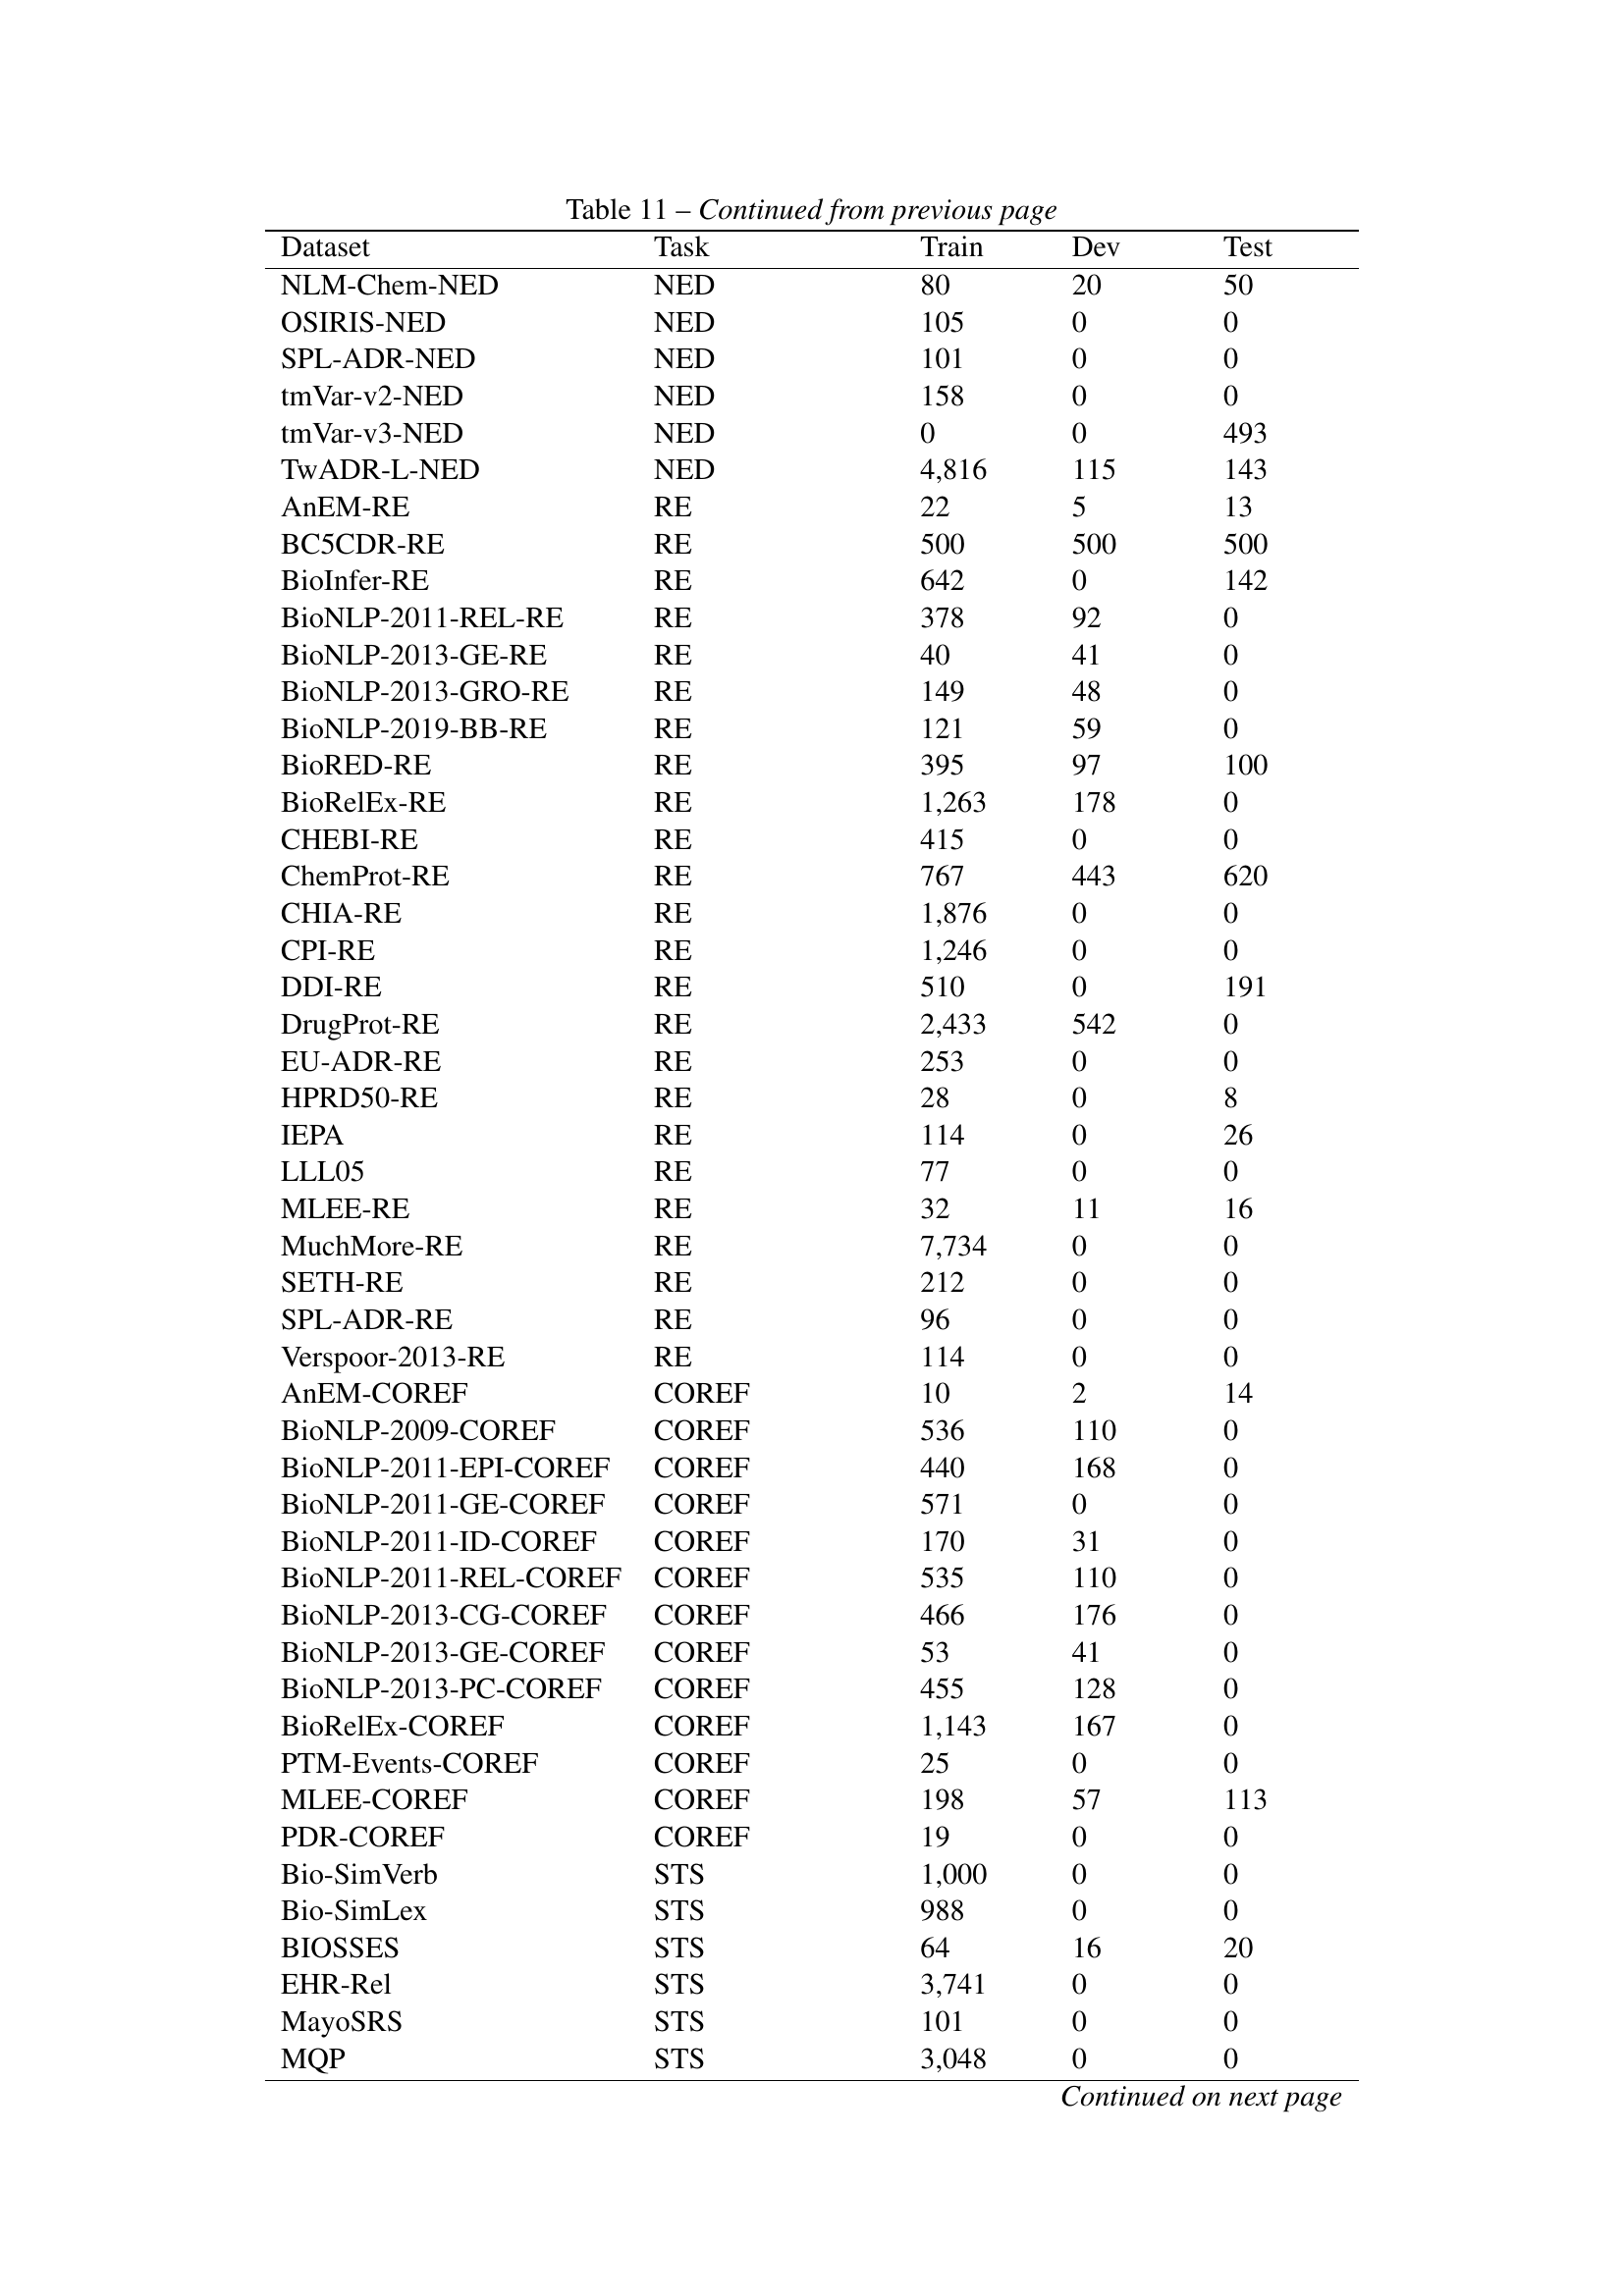 Table 11 – Continued from previous page
Dataset Task Train Dev Test
NLM-Chem-NED NED 80 20 50
OSIRIS-NED NED 105 0 0
SPL-ADR-NED NED 101 0 0
tmVar-v2-NED NED 158 0 0
tmVar-v3-NED NED 0 0 493
TwADR-L-NED NED 4,816 115 143
AnEM-RE RE 22 5 13
BC5CDR-RE RE 500 500 500
BioInfer-RE RE 642 0 142
BioNLP-2011-REL-RE RE 378 92 0
BioNLP-2013-GE-RE RE 40 41 0
BioNLP-2013-GRO-RE RE 149 48 0
BioNLP-2019-BB-RE RE 121 59 0
BioRED-RE RE 395 97 100
BioRelEx-RE RE 1,263 178 0
CHEBI-RE RE 415 0 0
ChemProt-RE RE 767 443 620
CHIA-RE RE 1,876 0 0
CPI-RE RE 1,246 0 0
DDI-RE RE 510 0 191
DrugProt-RE RE 2,433 542 0
EU-ADR-RE RE 253 0 0
HPRD50-RE RE 28 0 8
IEPA RE 114 0 26
LLL05 RE 77 0 0
MLEE-RE RE 32 11 16
MuchMore-RE RE 7,734 0 0
SETH-RE RE 212 0 0
SPL-ADR-RE RE 96 0 0
Verspoor-2013-RE RE 114 0 0
AnEM-COREF COREF 10 2 14
BioNLP-2009-COREF COREF 536 110 0
BioNLP-2011-EPI-COREF COREF 440 168 0
BioNLP-2011-GE-COREF COREF 571 0 0
BioNLP-2011-ID-COREF COREF 170 31 0
BioNLP-2011-REL-COREF COREF 535 110 0
BioNLP-2013-CG-COREF COREF 466 176 0
BioNLP-2013-GE-COREF COREF 53 41 0
BioNLP-2013-PC-COREF COREF 455 128 0
BioRelEx-COREF COREF 1,143 167 0
PTM-Events-COREF COREF 25 0 0
MLEE-COREF COREF 198 57 113
PDR-COREF COREF 19 0 0
Bio-SimVerb STS 1,000 0 0
Bio-SimLex STS 988 0 0
BIOSSES STS 64 16 20
EHR-Rel STS 3,741 0 0
MayoSRS STS 101 0 0
MQP STS 3,048 0 0
Continued on next page